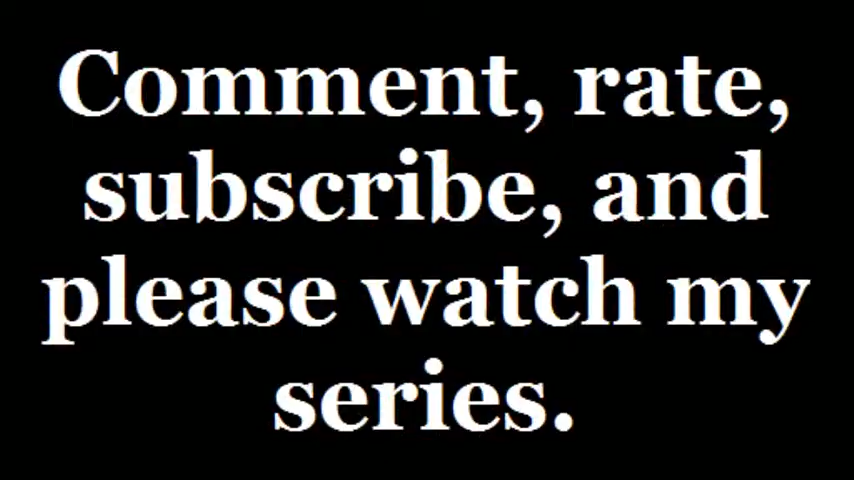 Comment, rate,
subscribe, and
please watch my
series.